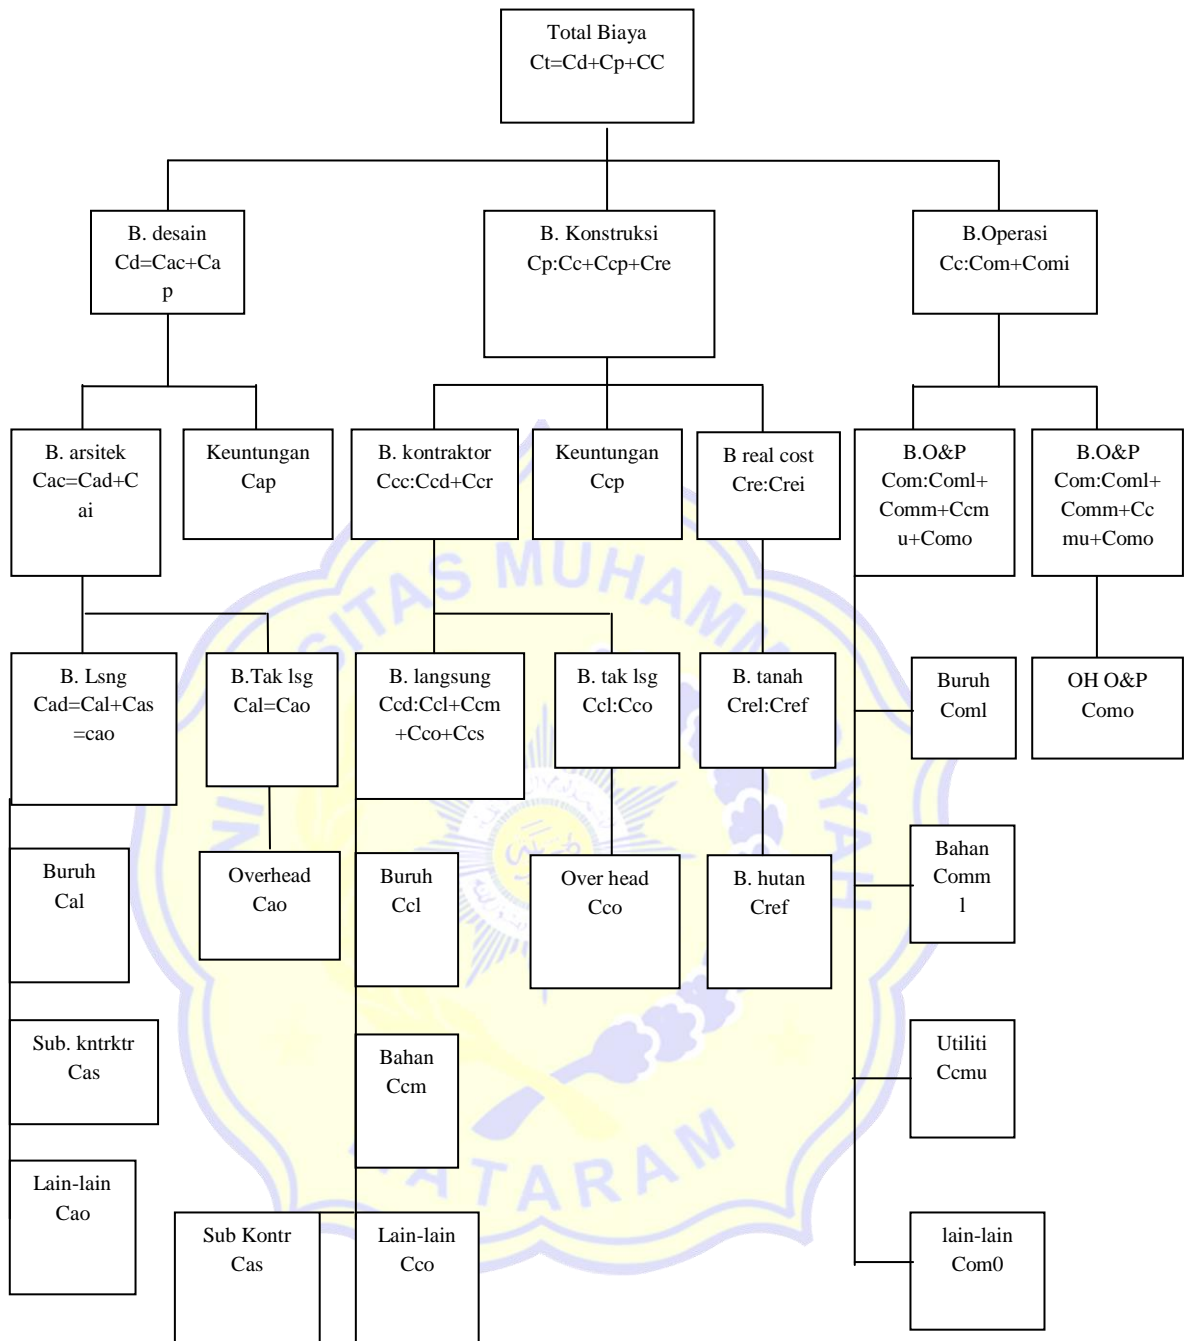 Total Biaya
Ct=Cd+Cp+CC
B. desain
Cd=Cac+Ca
p
B. Konstruksi
Cp:Cc+Ccp+Cre
B.Operasi
Cc:Com+Comi
B. arsitek
Cac=Cad+C
ai
Keuntungan
Cap
B. kontraktor
Ccc:Ccd+Ccr
Keuntungan
Ccp
B real cost
Cre:Crei
B.O&P
Com:Coml+
Comm+Ccm
u+Como
B.O&P
Com:Coml+
Comm+Cc
mu+Como
B. Lsng
Cad=Cal+Cas
=cao
B.Tak lsg
Cal=Cao
B. langsung
Ccd:Ccl+Ccm
+Cco+Ccs
B. tak lsg
Ccl:Cco
B. tanah
Crel:Cref
Buruh
Coml
OH O&P
Como
Buruh
Cal
Overhead
Cao
Buruh
Ccl
Over head
Cco
B. hutan
Cref
Bahan
Comm
l
Sub. kntrktr
Cas
Bahan
Ccm
Utiliti
Ccmu
Lain-lain
Cao
Sub Kontr
Cas
Lain-lain
Cco
lain-lain
Com0
MUHAMMADIYAH
MATARAM